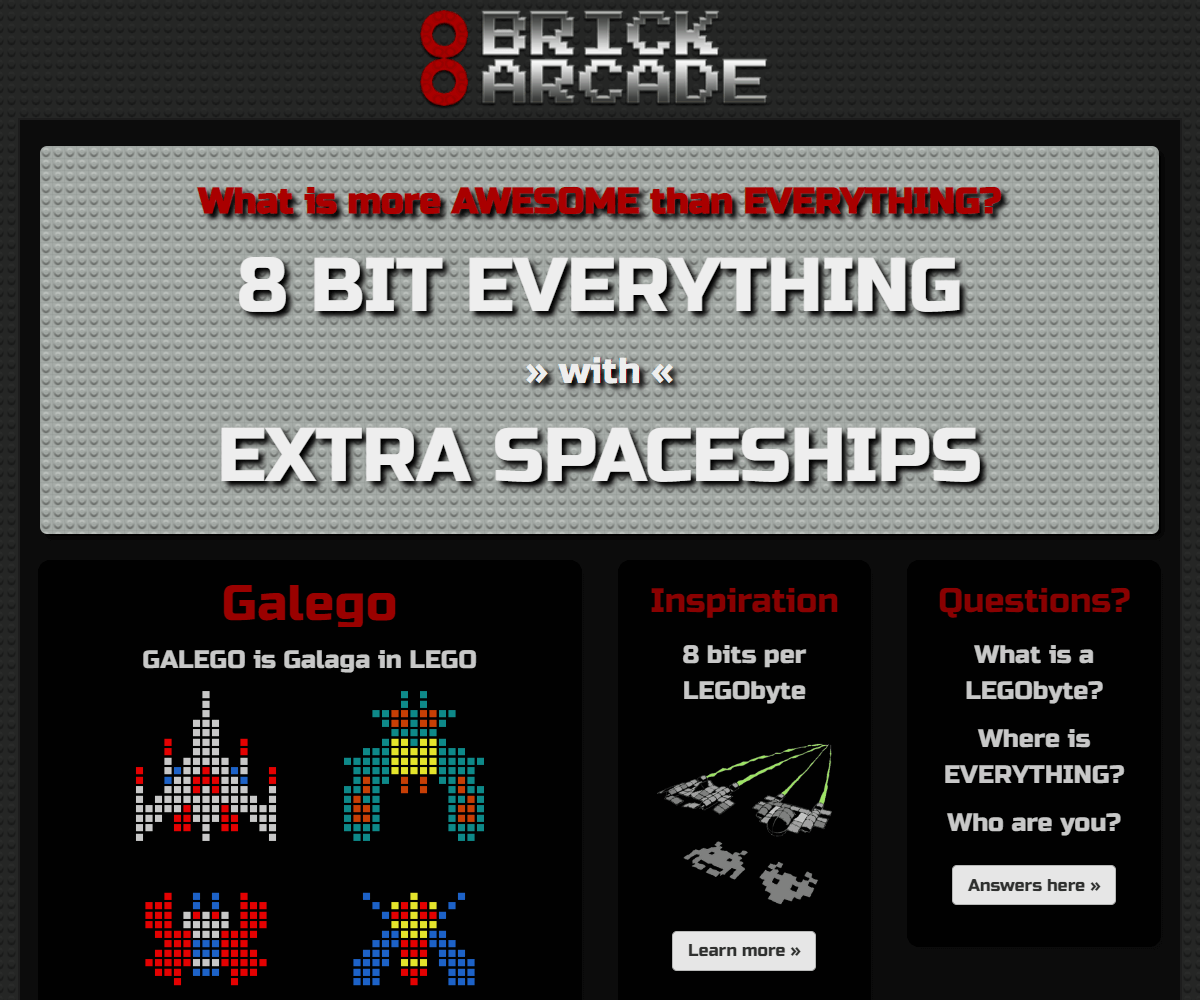 8 BRICK
ARCADE
What is more AWESOME than EVERYTHING?
8 BIT EVERYTHING
» with «
EXTRA SPACESHIPS
Galego
GALEGO is Galaga in LEGO
Inspiration
8 bits per
LEGObyte
Learn more »
Questions?
What is a
LEGObyte?
Where is
EVERYTHING?
Who are you?
Answers here »